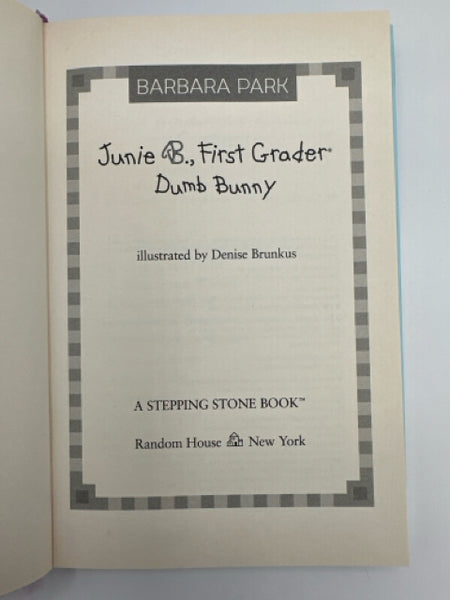 BARBARA PARK
Junie B., First Grader®
Dumb Bunny
illustrated by Denise Brunkus
A STEPPING STONE BOOK™
Random House New York